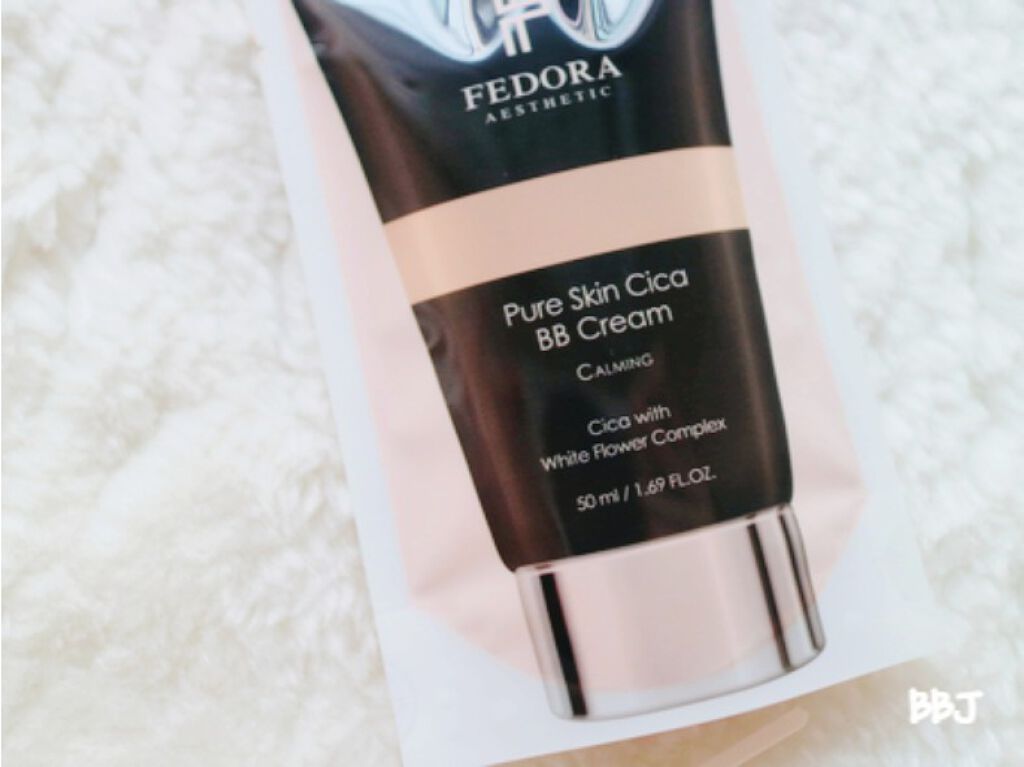 FEDORA
AESTHETIC
Pure Skin Cica
BB Cream
CALMING
Cica with
White Flower Complex
50 ml / 1.69 FL.OZ.
BBJ